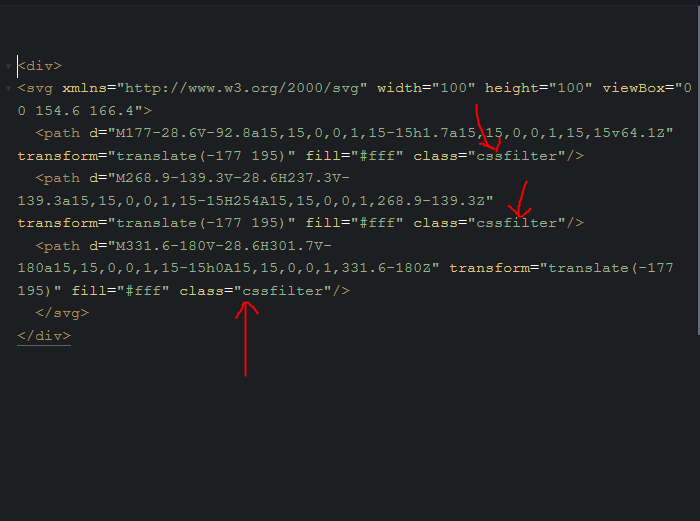 <div>
<svg xmlns="http://www.w3.org/2000/svg" width="100" height="100" viewBox="0
0 154.6 166.4">
<path d="M177-28.6V-92.8a15,15,0,0,1,15-15h1.7a15,15,0,0,1,15,15v64.1Z"
transform="translate(-177 195)" fill="#fff" class="cssfilter"/>
<path d="M268.9-139.3V-28.6H237.3V-
139.3a15,15,0,0,1,15-15H254A15,15,0,0,1,268.9-139.3Z"
transform="translate(-177 195)" fill="#fff" class="cssfilter"/>
<path d="M331.6-180V-28.6H301.7V-
180a15,15,0,0,1,15-15h0A15,15,0,0,1,331.6-180Z" transform="translate(-177
195)" fill="#fff" class="cssfilter"/>
</svg>
</div>